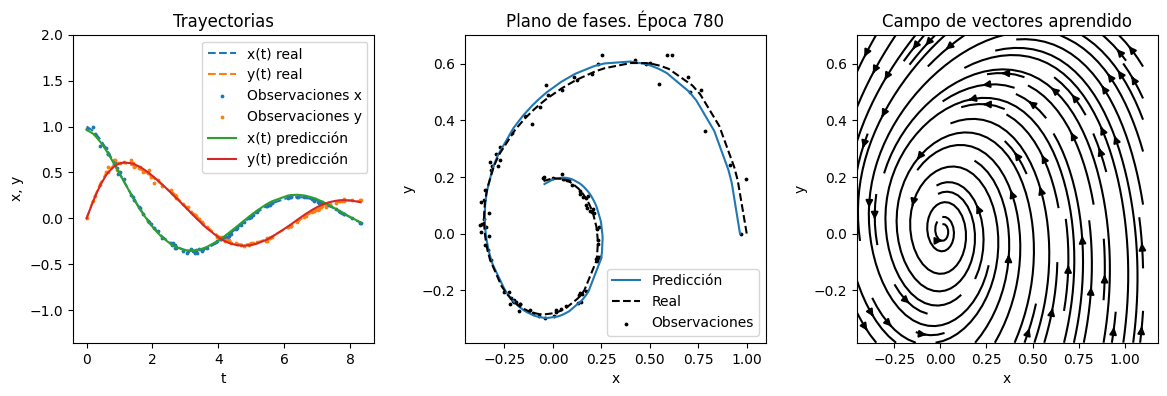 Trayectorias
2.0
1.5
1.0
0.5
0.0
−0.5
−1.0
x, y
0
2
4
6
8
t
x(t) real
y(t) real
Observaciones x
Observaciones y
x(t) predicción
y(t) predicción
Plano de fases. Época 780
0.6
0.4
0.2
0.0
−0.2
y
−0.25
0.00
0.25
0.50
0.75
1.00
x
Predicción
Real
Observaciones
Campo de vectores aprendido
0.6
0.4
0.2
0.0
−0.2
y
−0.25
0.00
0.25
0.50
0.75
1.00
x